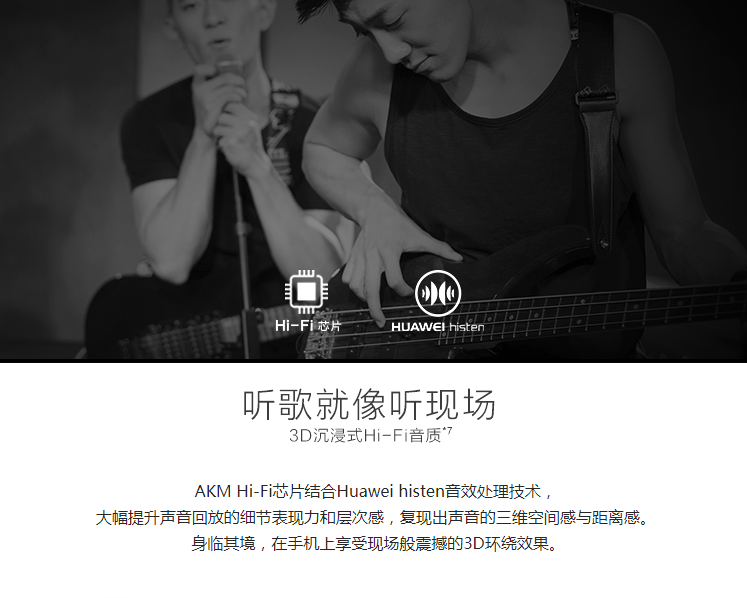 Hi-Fi 芯片
HUAWEI histen
听歌就像听现场
3D沉浸式Hi-Fi音质*7
AKM Hi-Fi芯片结合Huawei histen音效处理技术，
大幅提升声音回放的细节表现力和层次感，复现出声音的三维空间感与距离感。
身临其境，在手机上享受现场般震撼的3D环绕效果。